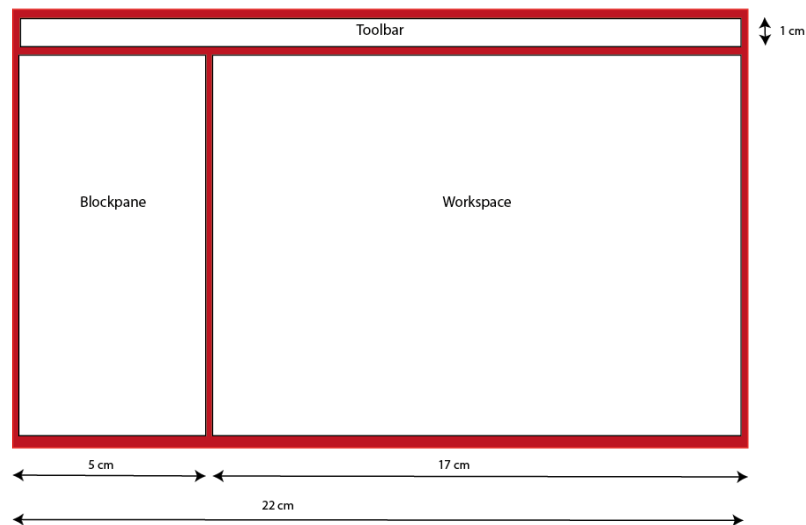 Toolbar
1 cm
Blockpane
Workspace
5 cm
17 cm
22 cm